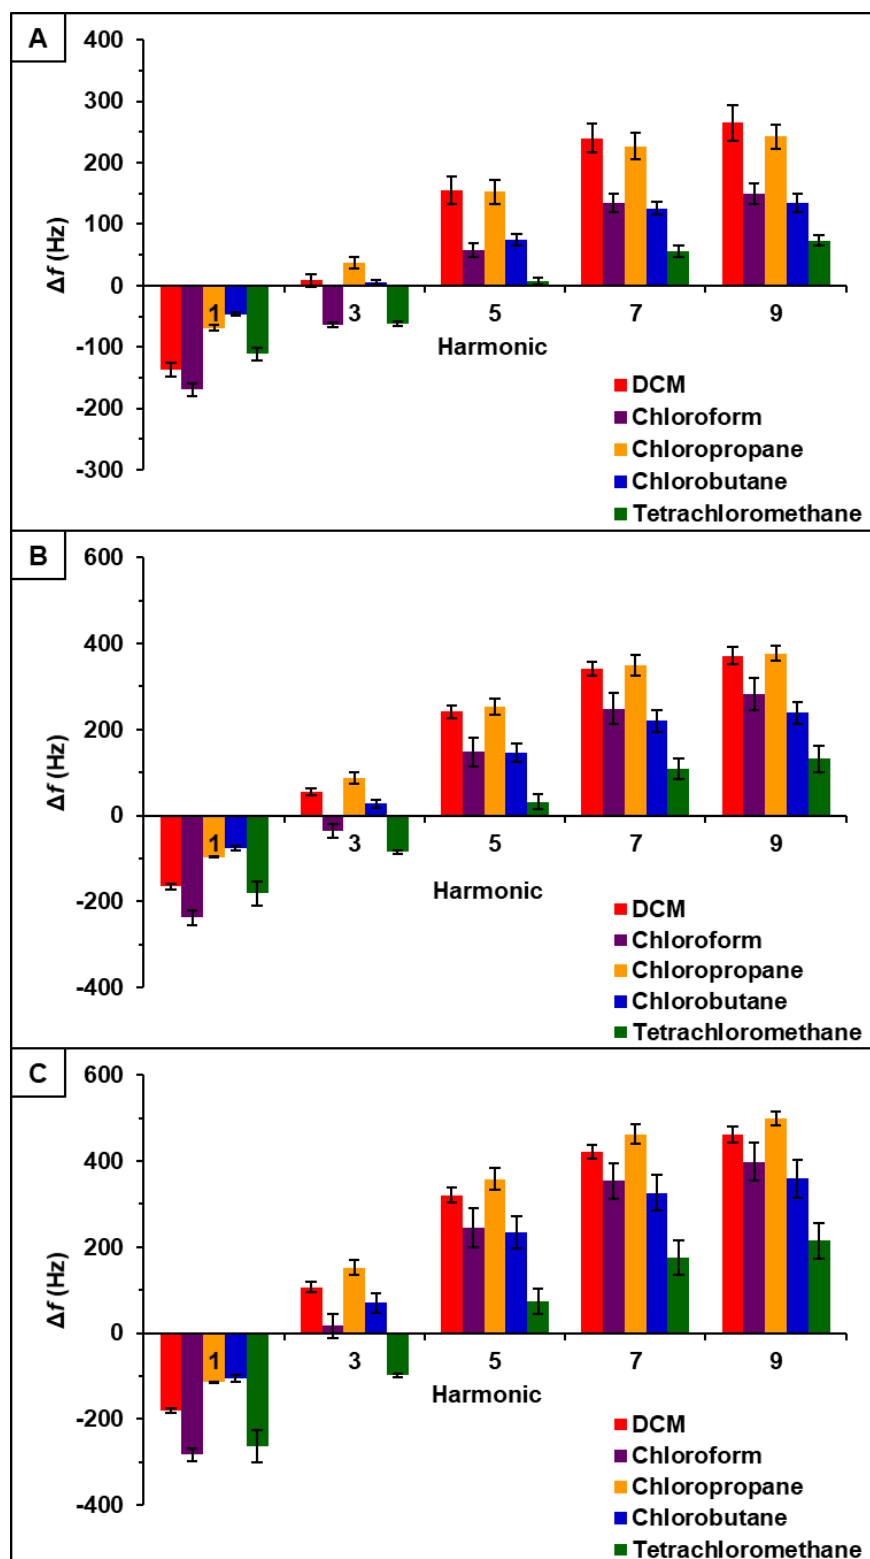 A
400
300
200
100
0
-100
-200
-300
Δf (Hz)
1 3 5 7 9
Harmonic
DCM
Chloroform
Chloropropane
Chlorobutane
Tetrachloromethane
B
600
400
200
0
-200
-400
Δf (Hz)
1 3 5 7 9
Harmonic
DCM
Chloroform
Chloropropane
Chlorobutane
Tetrachloromethane
C
600
400
200
0
-200
-400
Δf (Hz)
1 3 5 7 9
Harmonic
DCM
Chloroform
Chloropropane
Chlorobutane
Tetrachloromethane